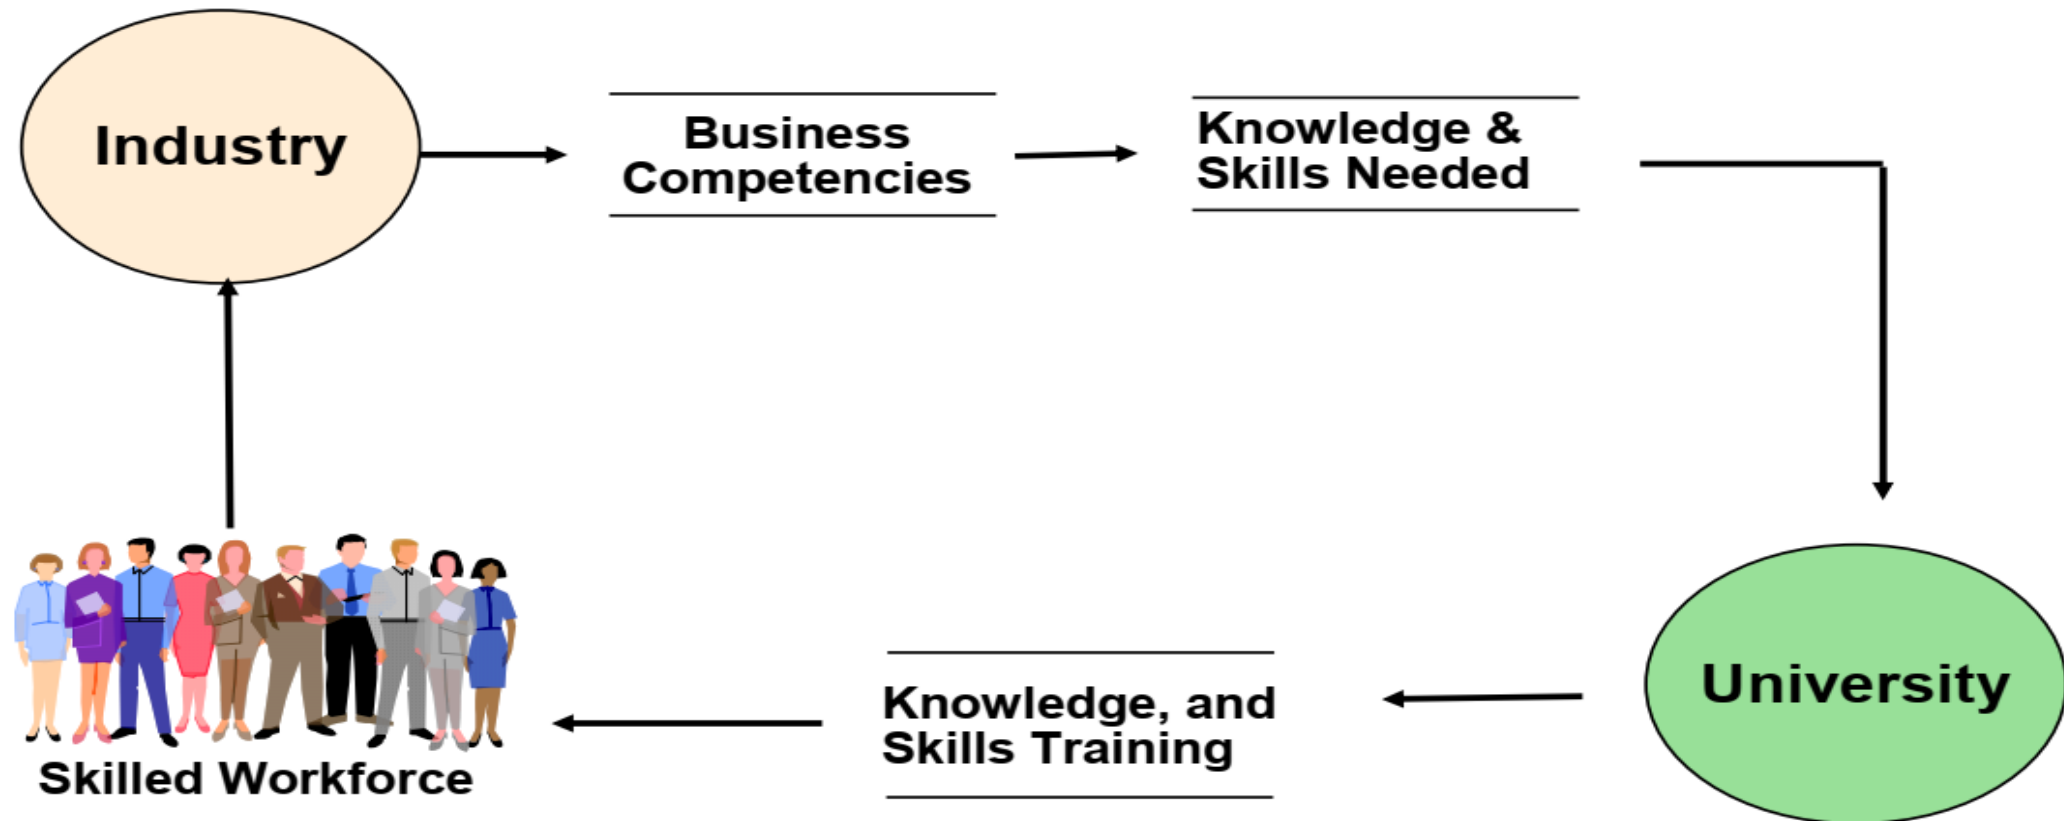 Industry
Business
Competencies
Knowledge &
Skills Needed
University
Knowledge, and
Skills Training
Skilled Workforce